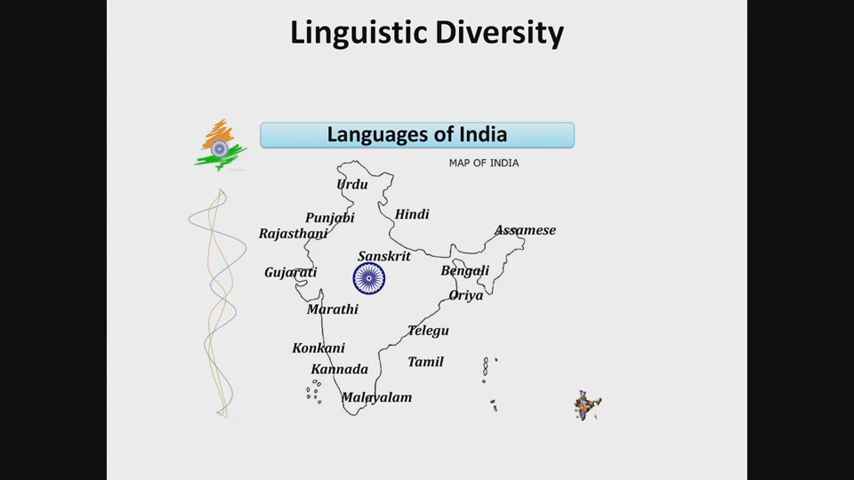 Linguistic Diversity
Languages of India
MAP OF INDIA
Urdu
Punjabi
Hindi
Rajasthani
Assamese
Sanskrit
Gujarati
Bengali
Oriya
Marathi
Telegu
Konkani
Tamil
Kannada
Malayalam